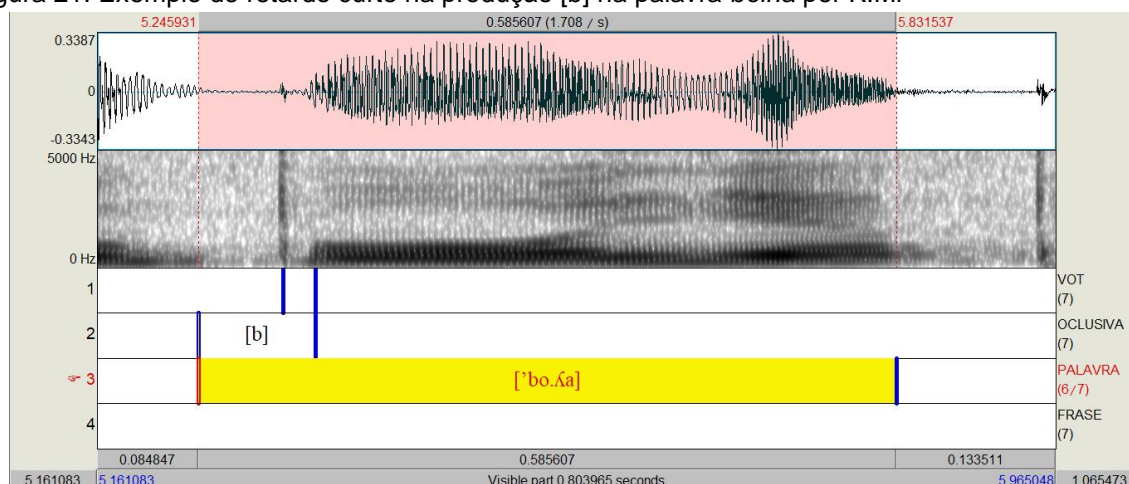 gura 21: Exemplo de retardo curto na produção [b] na palavra bolha por K.M.
5.245931 0.585607 (1.708 / s) 5.831537
0.3387
0
-0.3343
5000 Hz
0 Hz
1 VOT
(7)
2 [b] OCLUSIVA
(7)
☞ 3 [’bo.ʎa] PALAVRA
(6/7)
4 FRASE
(7)
0.084847 0.585607 0.133511
5.161083 5.161083 Visible part 0.803965 seconds 5.965048 1.065473